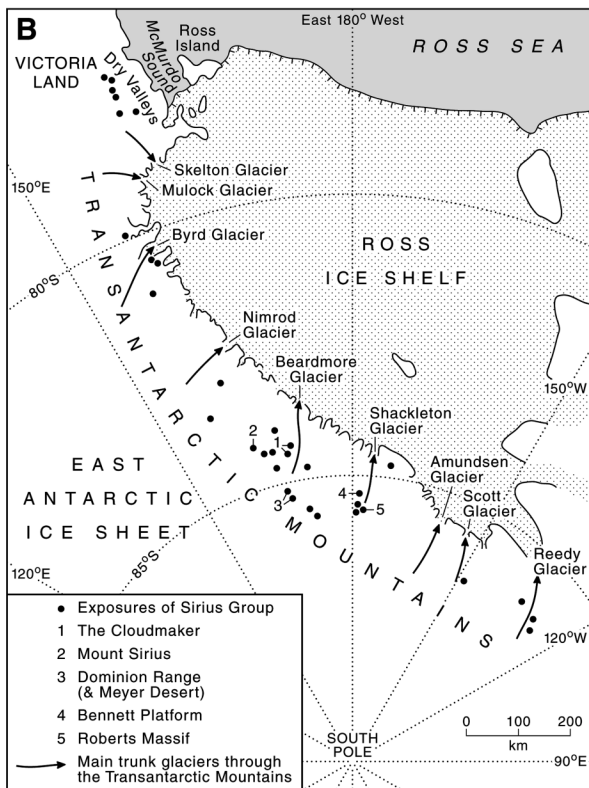 B
East 180° West
ROSS SEA
Ross
Island
McMurdo
Sound
VICTORIA
LAND
Dry Valleys
Skelton Glacier
Mulock Glacier
150°E
Byrd Glacier
80°S
ROSS
ICE SHELF
TRANSANTARCTIC MOUNTAINS
Nimrod
Glacier
Beardmore
Glacier
150°W
Shackleton
Glacier
2
1
EAST
ANTARCTIC
ICE SHEET
Amundsen
Glacier
Scott
Glacier
3
4
5
85°S
Reedy
Glacier
120°E
120°W
Exposures of Sirius Group
1 The Cloudmaker
2 Mount Sirius
3 Dominion Range
(& Meyer Desert)
4 Bennett Platform
5 Roberts Massif
Main trunk glaciers through
the Transantarctic Mountains
SOUTH
POLE
0 100 200
km
90°E